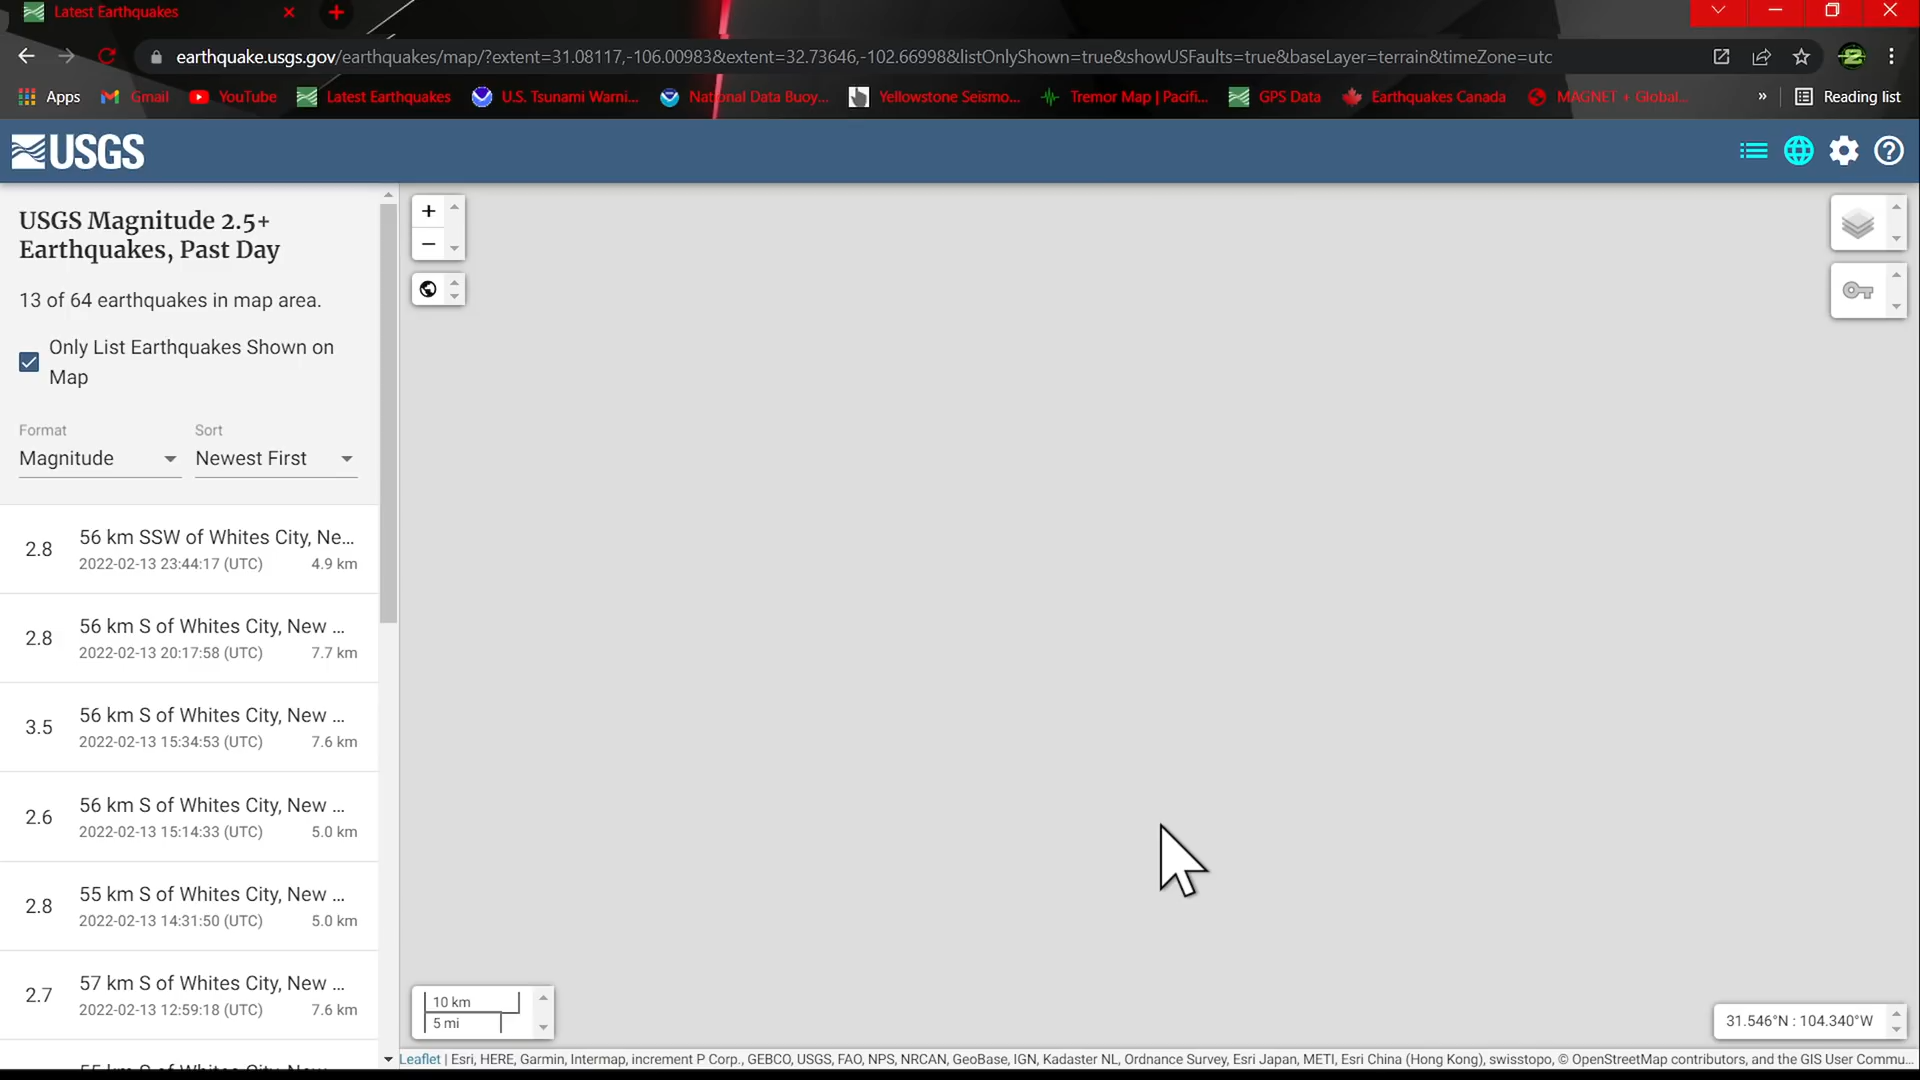 Latest Earthquakes
earthquake.usgs.gov/earthquakes/map/?extent=31.08117,-106.00983&extent=32.73646,-102.66998&listOnlyShown=true&showUSFaults=true&baseLayer=terrain&timeZone=utc
Apps Gmail YouTube Latest Earthquakes U.S. Tsunami Warni... National Data Buoy... Yellowstone Seismo... Tremor Map | Pacifi... GPS Data Earthquakes Canada MAGNET + Global... » Reading list
USGS
USGS Magnitude 2.5+
Earthquakes, Past Day
13 of 64 earthquakes in map area.
Only List Earthquakes Shown on
Map
Format Sort
Magnitude Newest First
2.8 56 km SSW of Whites City, Ne...
2022-02-13 23:44:17 (UTC) 4.9 km
2.8 56 km S of Whites City, New ...
2022-02-13 20:17:58 (UTC) 7.7 km
3.5 56 km S of Whites City, New ...
2022-02-13 15:34:53 (UTC) 7.6 km
2.6 56 km S of Whites City, New ...
2022-02-13 15:14:33 (UTC) 5.0 km
2.8 55 km S of Whites City, New ...
2022-02-13 14:31:50 (UTC) 5.0 km
2.7 57 km S of Whites City, New ...
2022-02-13 12:59:18 (UTC) 7.6 km
+
−
10 km
5 mi
31.546°N : 104.340°W
Leaflet | Esri, HERE, Garmin, Intermap, increment P Corp., GEBCO, USGS, FAO, NPS, NRCAN, GeoBase, IGN, Kadaster NL, Ordnance Survey, Esri Japan, METI, Esri China (Hong Kong), swisstopo, © OpenStreetMap contributors, and the GIS User Commu...